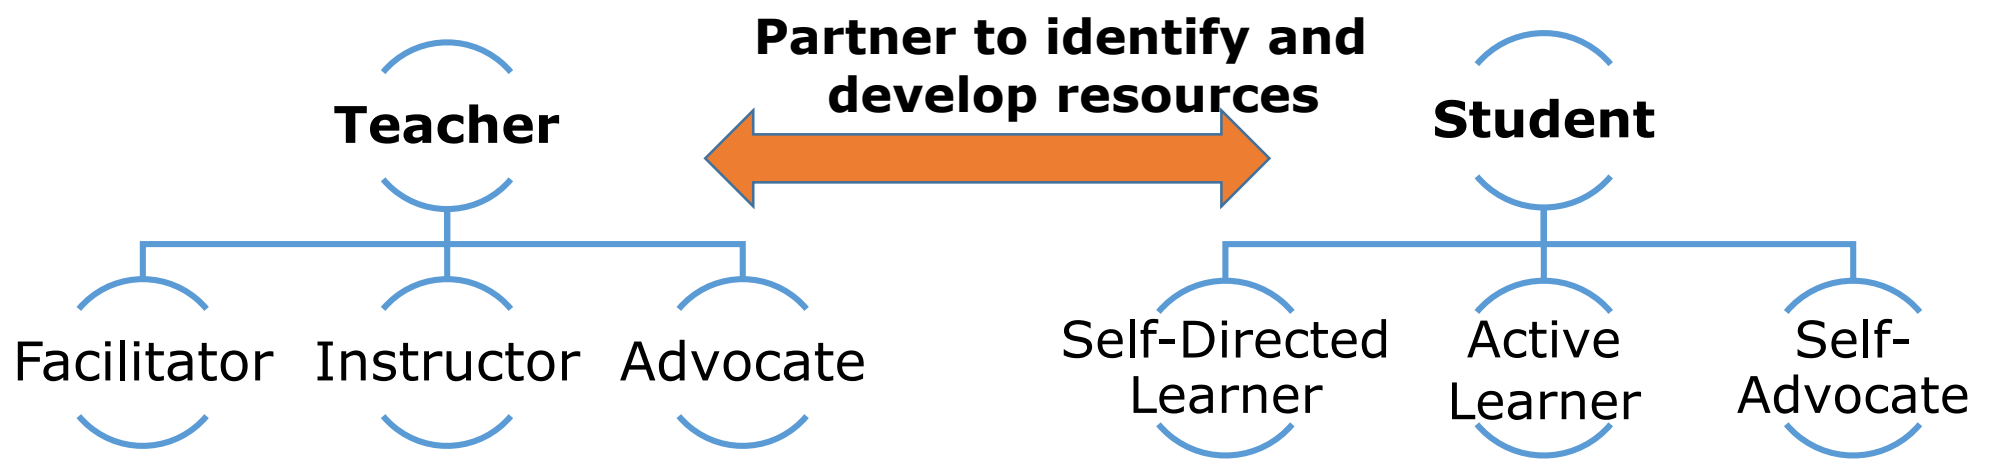 Partner to identify and
develop resources
Teacher
Student
Facilitator
Instructor
Advocate
Self-Directed
Learner
Active
Learner
Self-
Advocate